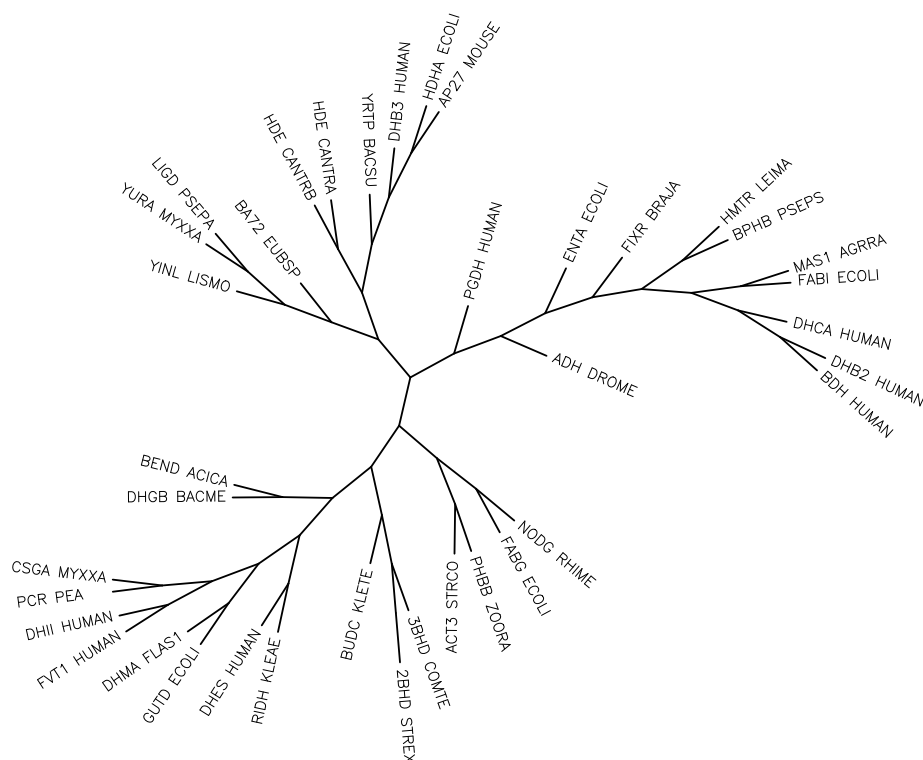 HDHA ECOLI
AP27 MOUSE
DHB3 HUMAN
YRTP BACSU
HDE CANTRA
HDE CANTRB
LIGD PSEPA
YURA MYXXA
BA72 EUBSP
YINL LISMO
PGDH HUMAN
ENTA ECOLI
FIXR BRAJA
HMTR LEIMA
BPHB PSEPS
MAS1 AGRRA
FABI ECOLI
DHCA HUMAN
DHB2 HUMAN
BDH HUMAN
ADH DROME
BEND ACICA
DHGB BACME
CSGA MYXXA
PCR PEA
DHII HUMAN
FVT1 HUMAN
DHMA FLAS1
GUTD ECOLI
DHES HUMAN
RIDH KLEAE
BUDC KLETE
2BHD STREX
3BHD COMTE
ACT3 STRCO
PHBB ZOORA
FABG ECOLI
NODG RHIME